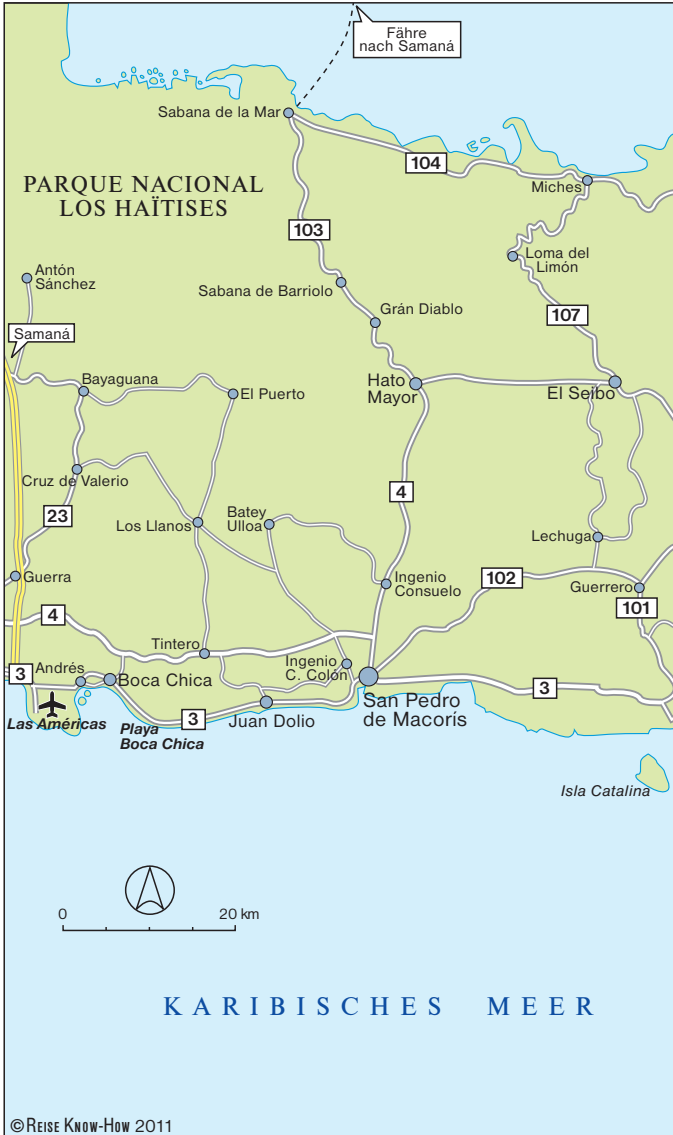 Fähre
nach Samaná
Sabana de la Mar
104
PARQUE NACIONAL
LOS HAÏTISES
Miches
103
Loma del
Limón
Antón
Sánchez
Sabana de Barriolo
Grán Diablo
107
Samaná
Bayaguana
El Puerto
Hato
Mayor
El Seibo
Cruz de Valerio
4
23
Los Llanos
Batey
Ulloa
Lechuga
Guerra
Ingenio
Consuelo
102
Guerrero
101
4
Tintero
Ingenio
C. Colón
3
Andrés
Boca Chica
San Pedro
de Macorís
3
Las Américas
Playa
Boca Chica
3
Juan Dolio
Isla Catalina
0
20 km
KARIBISCHES MEER
©REISE KNOW-HOW 2011